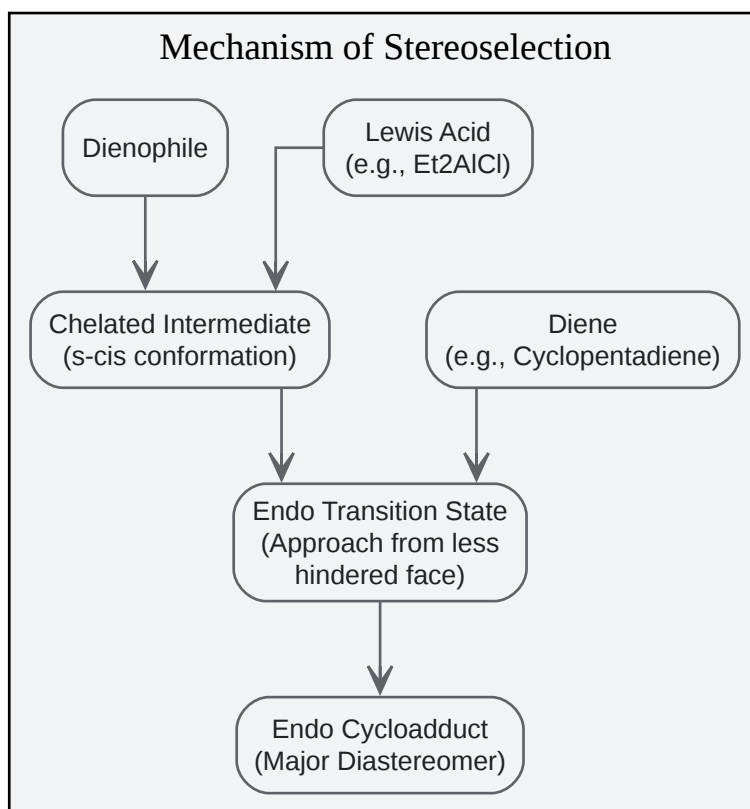 Mechanism of Stereoselection
Dienophile
Lewis Acid
(e.g., Et2AlCl)
Chelated Intermediate
(s-cis conformation)
Diene
(e.g., Cyclopentadiene)
Endo Transition State
(Approach from less
hindered face)
Endo Cycloadduct
(Major Diastereomer)